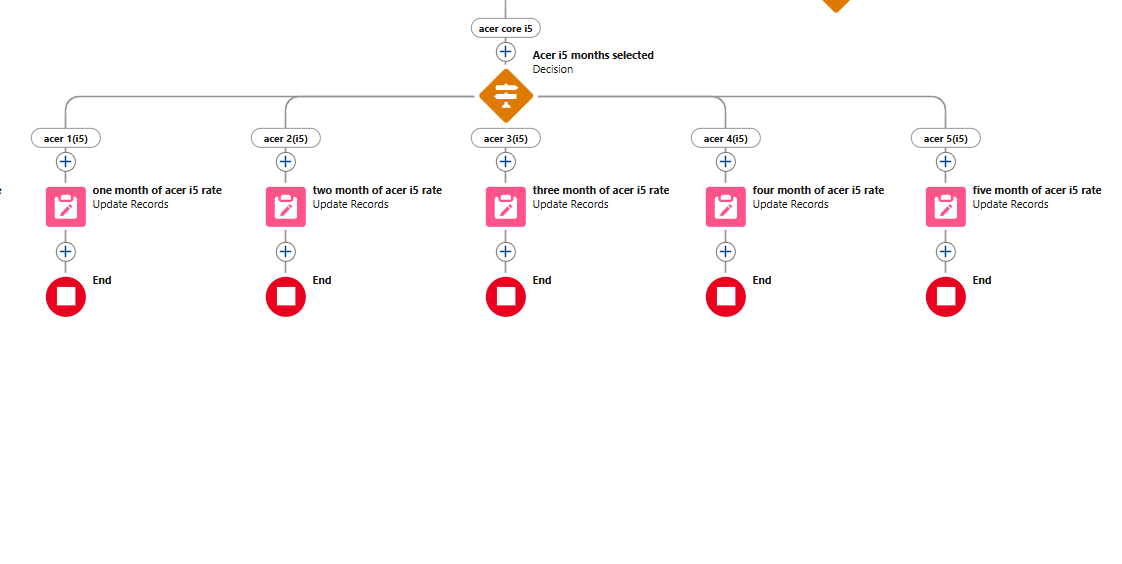 acer core i5
Acer i5 months selected
Decision
acer 1(i5)
acer 2(i5)
acer 3(i5)
acer 4(i5)
acer 5(i5)
one month of acer i5 rate
Update Records
two month of acer i5 rate
Update Records
three month of acer i5 rate
Update Records
four month of acer i5 rate
Update Records
five month of acer i5 rate
Update Records
End
End
End
End
End